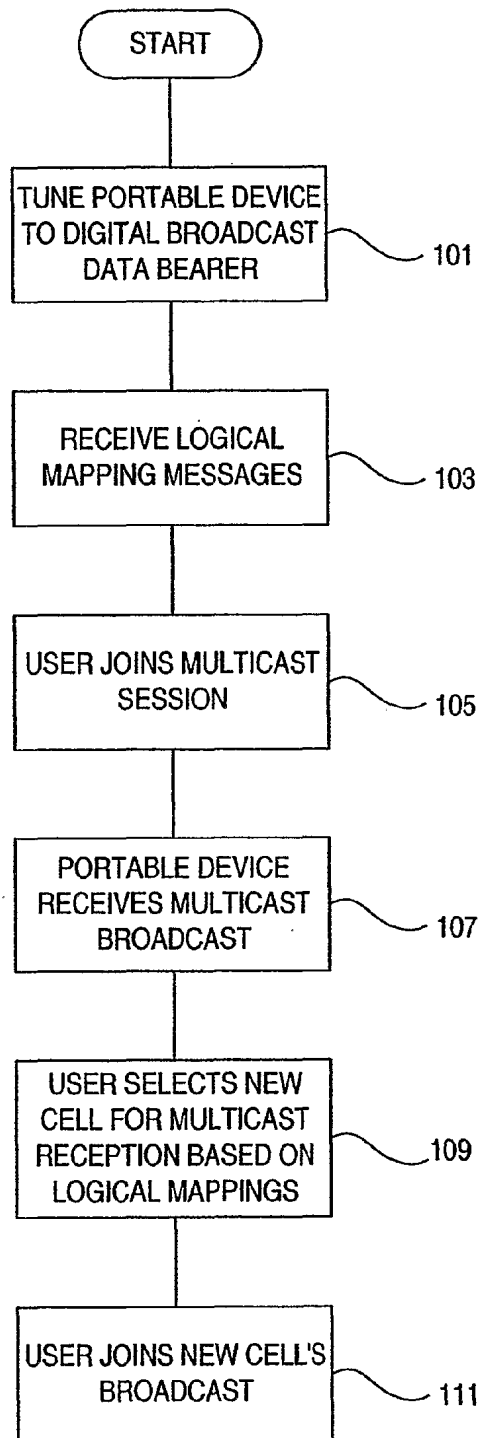 START
TUNE PORTABLE DEVICE
TO DIGITAL BROADCAST
DATA BEARER
101
RECEIVE LOGICAL
MAPPING MESSAGES
103
USER JOINS MULTICAST
SESSION
105
PORTABLE DEVICE
RECEIVES MULTICAST
BROADCAST
107
USER SELECTS NEW
CELL FOR MULTICAST
RECEPTION BASED ON
LOGICAL MAPPINGS
109
USER JOINS NEW CELL'S
BROADCAST
111